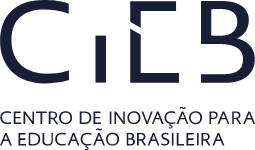 CiEB
CENTRO DE INOVAÇÃO PARA
A EDUCAÇÃO BRASILEIRA